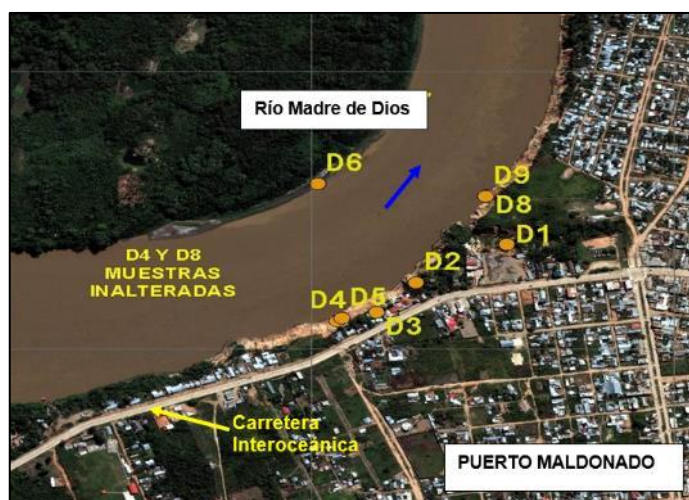 Río Madre de Dios
D6
D9
D8
D1
D4 Y D8
MUESTRAS
INALTERADAS
D2
D4
D5
D3
Carretera
Interoceánica
PUERTO MALDONADO